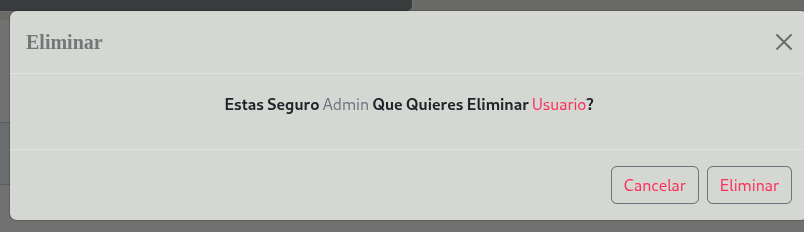 Eliminar
Estas Seguro Admin Que Quieres Eliminar Usuario?
Cancelar Eliminar